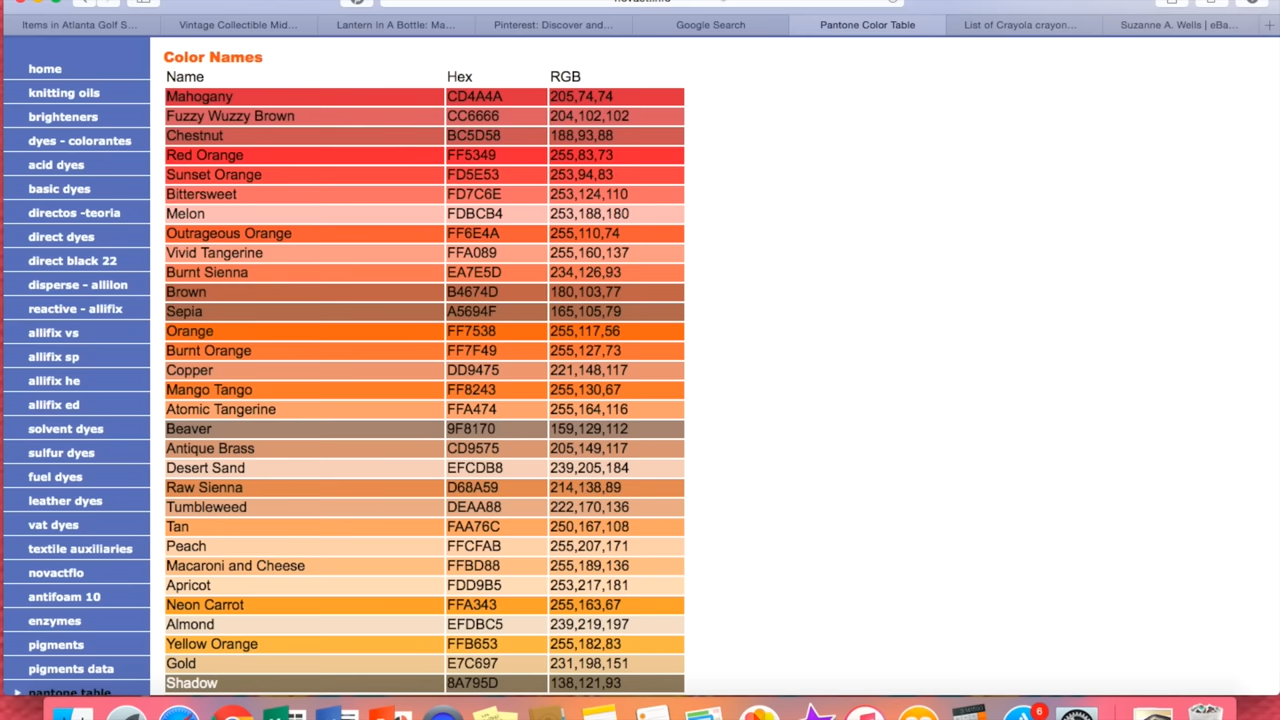 Items in Atlanta Golf S...
Vintage Collectible Mid...
Lantern In A Bottle: Ma...
Pinterest: Discover and...
Google Search
Pantone Color Table
List of Crayola crayon...
Suzanne A. Wells | eBa...
home
knitting oils
brighteners
dyes - colorantes
acid dyes
basic dyes
directos -teoria
direct dyes
direct black 22
disperse - allilon
reactive - allifix
allifix vs
allifix sp
allifix he
allifix ed
solvent dyes
sulfur dyes
fuel dyes
leather dyes
vat dyes
textile auxiliaries
novactflo
antifoam 10
enzymes
pigments
pigments data
pantone table
Color Names
Name Hex RGB
Mahogany CD4A4A 205,74,74
Fuzzy Wuzzy Brown CC6666 204,102,102
Chestnut BC5D58 188,93,88
Red Orange FF5349 255,83,73
Sunset Orange FD5E53 253,94,83
Bittersweet FD7C6E 253,124,110
Melon FDBCB4 253,188,180
Outrageous Orange FF6E4A 255,110,74
Vivid Tangerine FFA089 255,160,137
Burnt Sienna EA7E5D 234,126,93
Brown B4674D 180,103,77
Sepia A5694F 165,105,79
Orange FF7538 255,117,56
Burnt Orange FF7F49 255,127,73
Copper DD9475 221,148,117
Mango Tango FF8243 255,130,67
Atomic Tangerine FFA474 255,164,116
Beaver 9F8170 159,129,112
Antique Brass CD9575 205,149,117
Desert Sand EFCDB8 239,205,184
Raw Sienna D68A59 214,138,89
Tumbleweed DEAA88 222,170,136
Tan FAA76C 250,167,108
Peach FFCFAB 255,207,171
Macaroni and Cheese FFBD88 255,189,136
Apricot FDD9B5 253,217,181
Neon Carrot FFA343 255,163,67
Almond EFDBC5 239,219,197
Yellow Orange FFB653 255,182,83
Gold E7C697 231,198,151
Shadow 8A795D 138,121,93
6